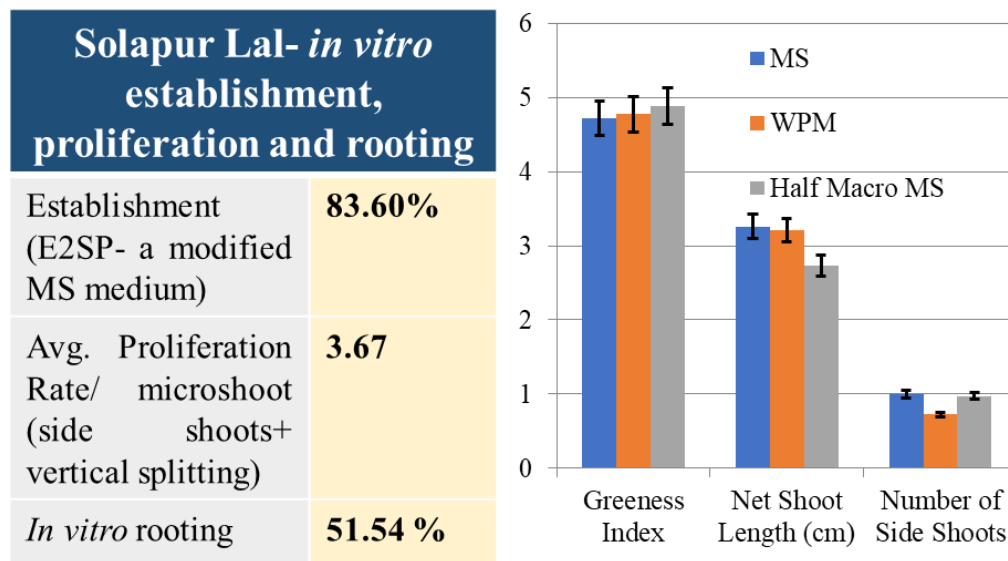 Solapur Lal- in vitro
establishment,
proliferation and rooting
Establishment
(E2SP- a modified
MS medium)
83.60%
Avg. Proliferation
Rate/ microshoot
(side shoots+
vertical splitting)
3.67
In vitro rooting
51.54 %
6
5
4
3
2
1
0
MS
WPM
Half Macro MS
Greeness
Index
Net Shoot
Length (cm)
Number of
Side Shoots